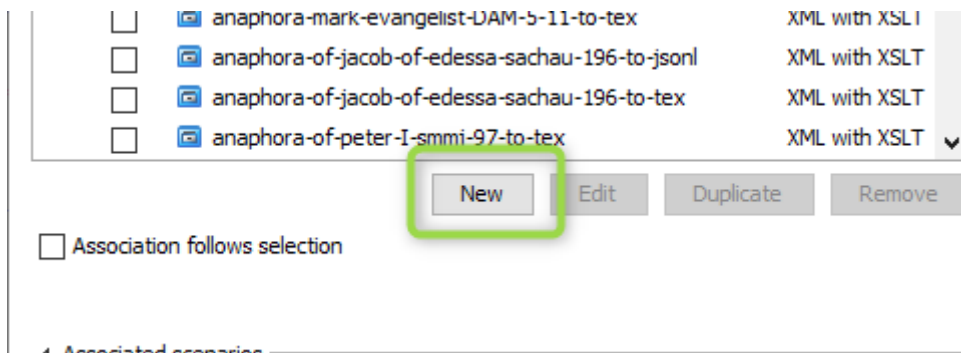 anaphora-mark-evangelist-DAM-5-11-to-tex XML with XSLT
anaphora-of-jacob-of-edessa-sachau-196-to-jsonl XML with XSLT
anaphora-of-jacob-of-edessa-sachau-196-to-tex XML with XSLT
anaphora-of-peter-I-smmi-97-to-tex XML with XSLT
New Edit Duplicate Remove
Association follows selection
Associated scenarios